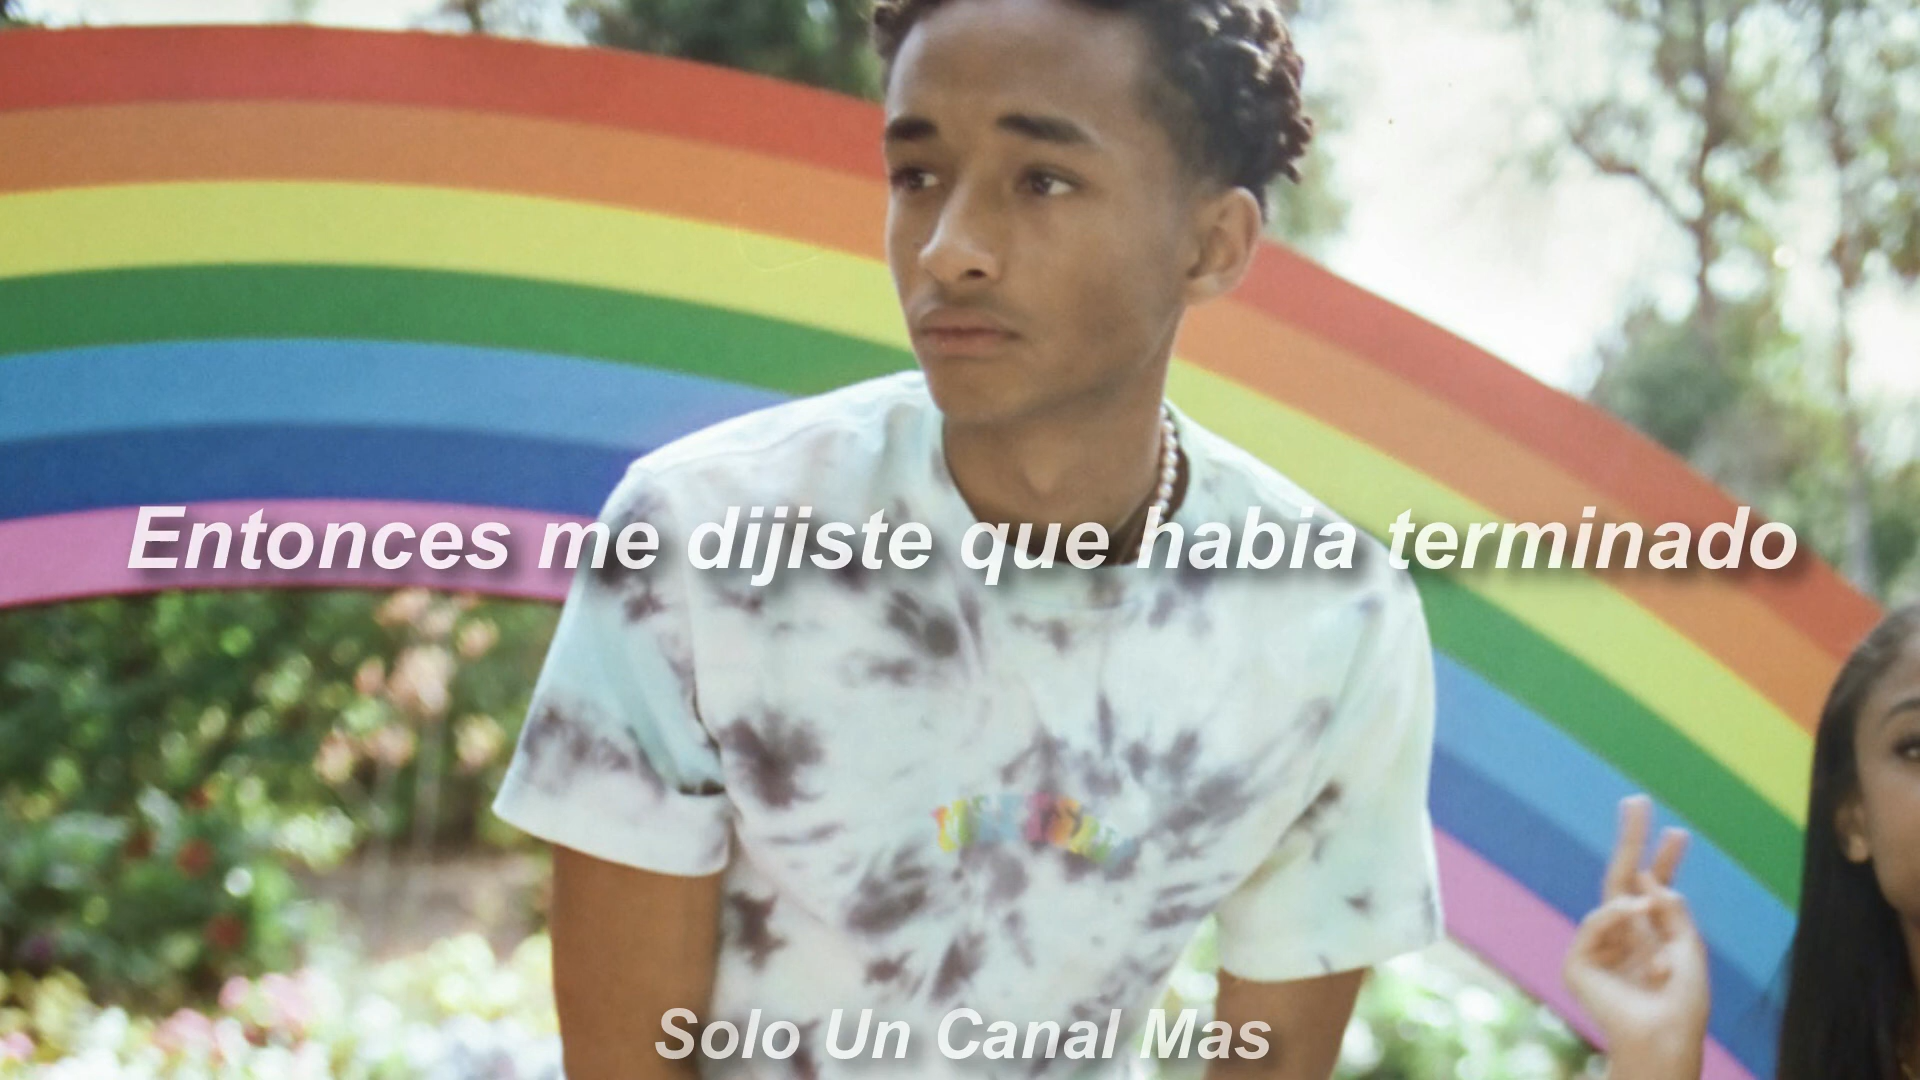 Entonces me dijiste que habia terminado
Solo Un Canal Mas